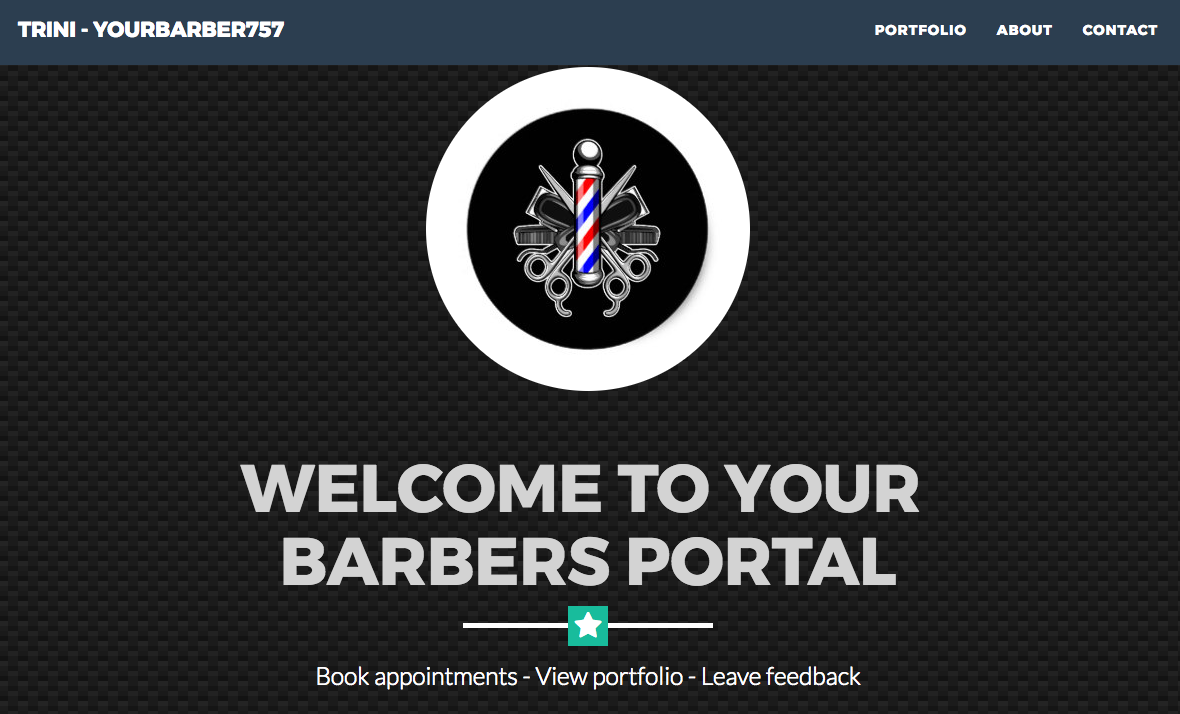 TRINI - YOURBARBER757
PORTFOLIO ABOUT CONTACT
WELCOME TO YOUR
BARBERS PORTAL
Book appointments - View portfolio - Leave feedback